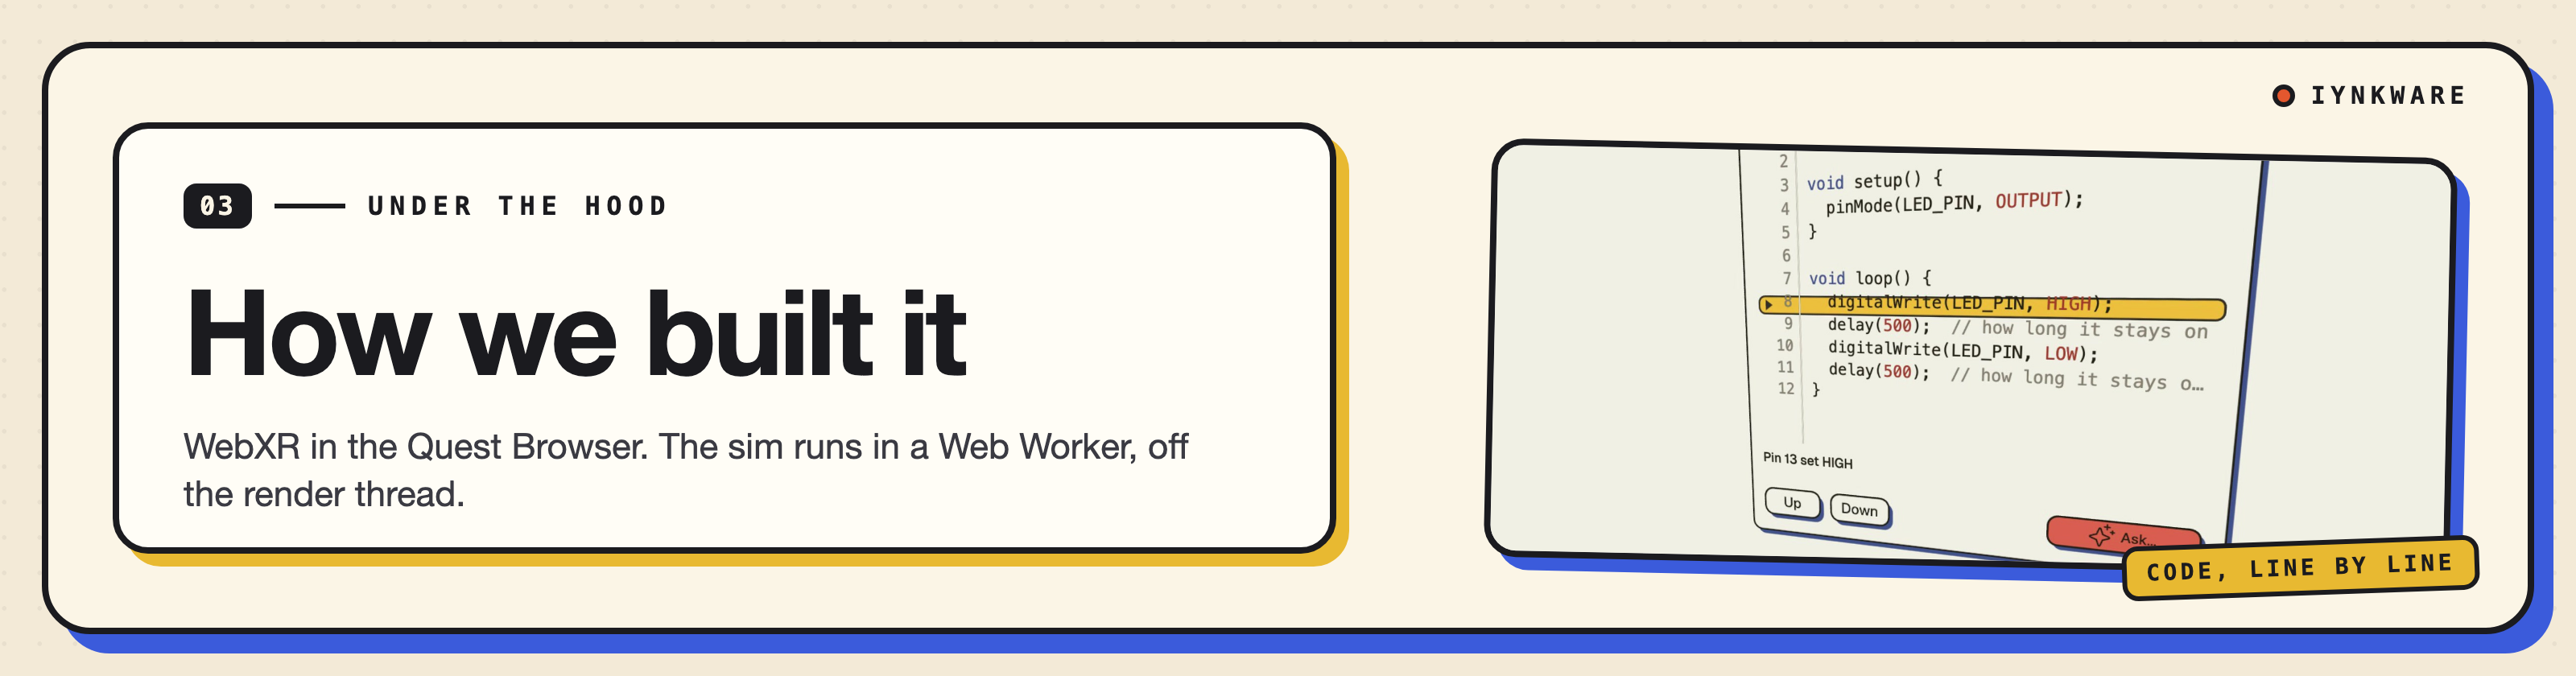 IYNKWARE
03 UNDER THE HOOD
How we built it
WebXR in the Quest Browser. The sim runs in a Web Worker, off
the render thread.
2
3 void setup() {
4 pinMode(LED_PIN, OUTPUT);
5 }
6
7 void loop() {
8 digitalWrite(LED_PIN, HIGH);
9 delay(500); // how long it stays on
10 digitalWrite(LED_PIN, LOW);
11 delay(500); // how long it stays o…
12 }
Pin 13 set HIGH
Up Down
Ask…
CODE, LINE BY LINE